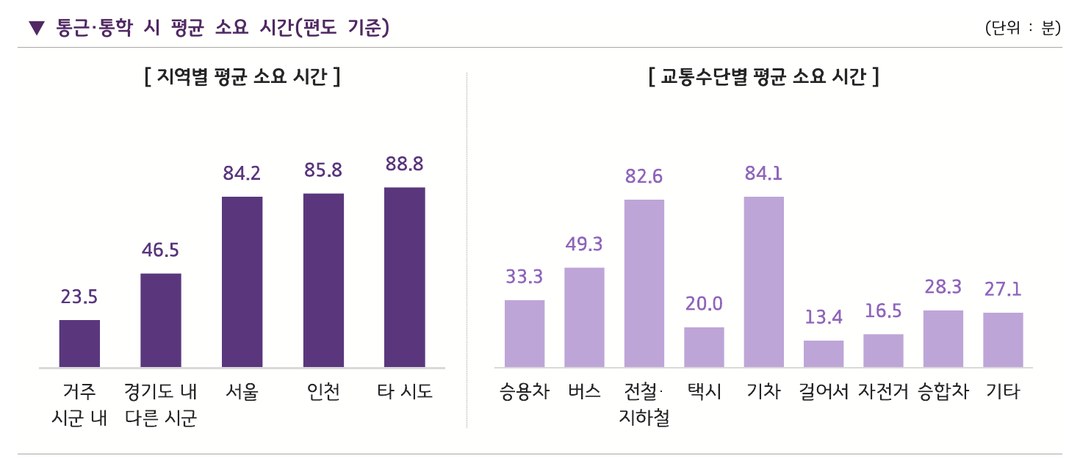 ▼ 통근·통학 시 평균 소요 시간(편도 기준)
(단위 : 분)
[ 지역별 평균 소요 시간 ]
23.5
46.5
84.2
85.8
88.8
거주
시군 내
경기도 내
다른 시군
서울
인천
타 시도
[ 교통수단별 평균 소요 시간 ]
33.3
49.3
82.6
20.0
84.1
13.4
16.5
28.3
27.1
승용차
버스
전철·
지하철
택시
기차
걸어서
자전거
승합차
기타